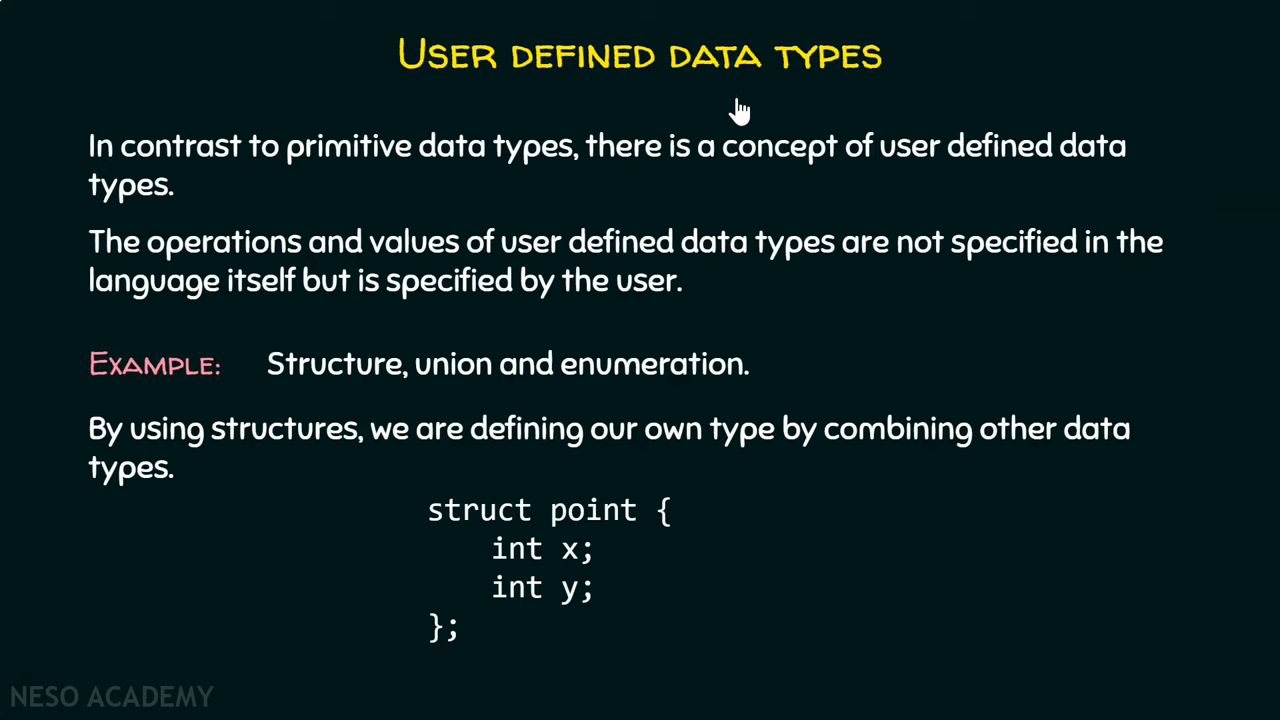 USER DEFINED DATA TYPES
In contrast to primitive data types, there is a concept of user defined data
types.
The operations and values of user defined data types are not specified in the
language itself but is specified by the user.
EXAMPLE: Structure, union and enumeration.
By using structures, we are defining our own type by combining other data
types.
struct point {
int x;
int y;
};
NESO ACADEMY